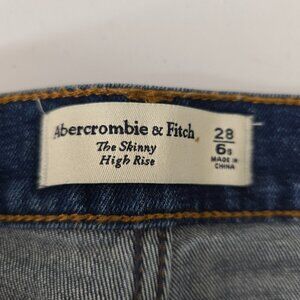 Abercrombie & Fitch
The Skinny
High Rise
28
6s
MADE IN
CHINA